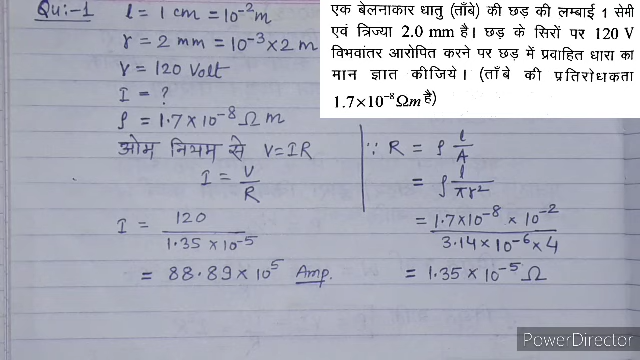 Qu:-1 l = 1 cm = 10⁻² m
r = 2 mm = 10⁻³ × 2 m
V = 120 Volt
I = ?
ρ = 1.7 × 10⁻⁸ Ω m
ओम नियम से V = IR
I = V/R
I = 120 / 1.35 × 10⁻⁵
= 88.89 × 10⁵ Amp.
एक बेलनाकार धातु (ताँबे) की छड़ की लम्बाई 1 सेमी
एवं त्रिज्या 2.0 mm है। छड़ के सिरों पर 120 V
विभवांतर आरोपित करने पर छड़ में प्रवाहित धारा का
मान ज्ञात कीजिये। (ताँबे की प्रतिरोधकता
1.7×10⁻⁸Ωm है)
∵ R = ρ l/A
= ρ l/πr²
= 1.7×10⁻⁸ × 10⁻² / 3.14 × 10⁻⁶ × 4
= 1.35 × 10⁻⁵ Ω
PowerDirector